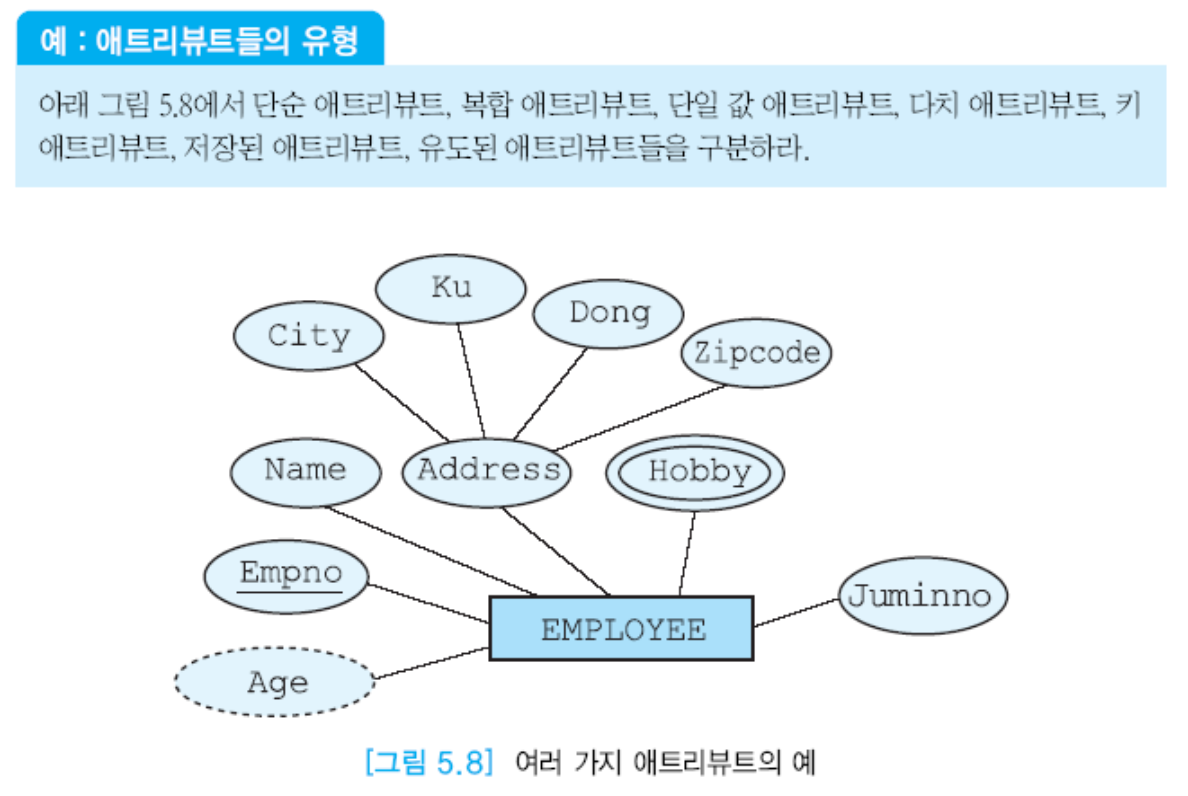 예 : 애트리뷰트들의 유형
아래 그림 5.8에서 단순 애트리뷰트, 복합 애트리뷰트, 단일 값 애트리뷰트, 다치 애트리뷰트, 키
애트리뷰트, 저장된 애트리뷰트, 유도된 애트리뷰트들을 구분하라.
Ku
Dong
City
Zipcode
Name
Address
Hobby
Empno
Juminno
EMPLOYEE
Age
[그림 5.8] 여러 가지 애트리뷰트의 예